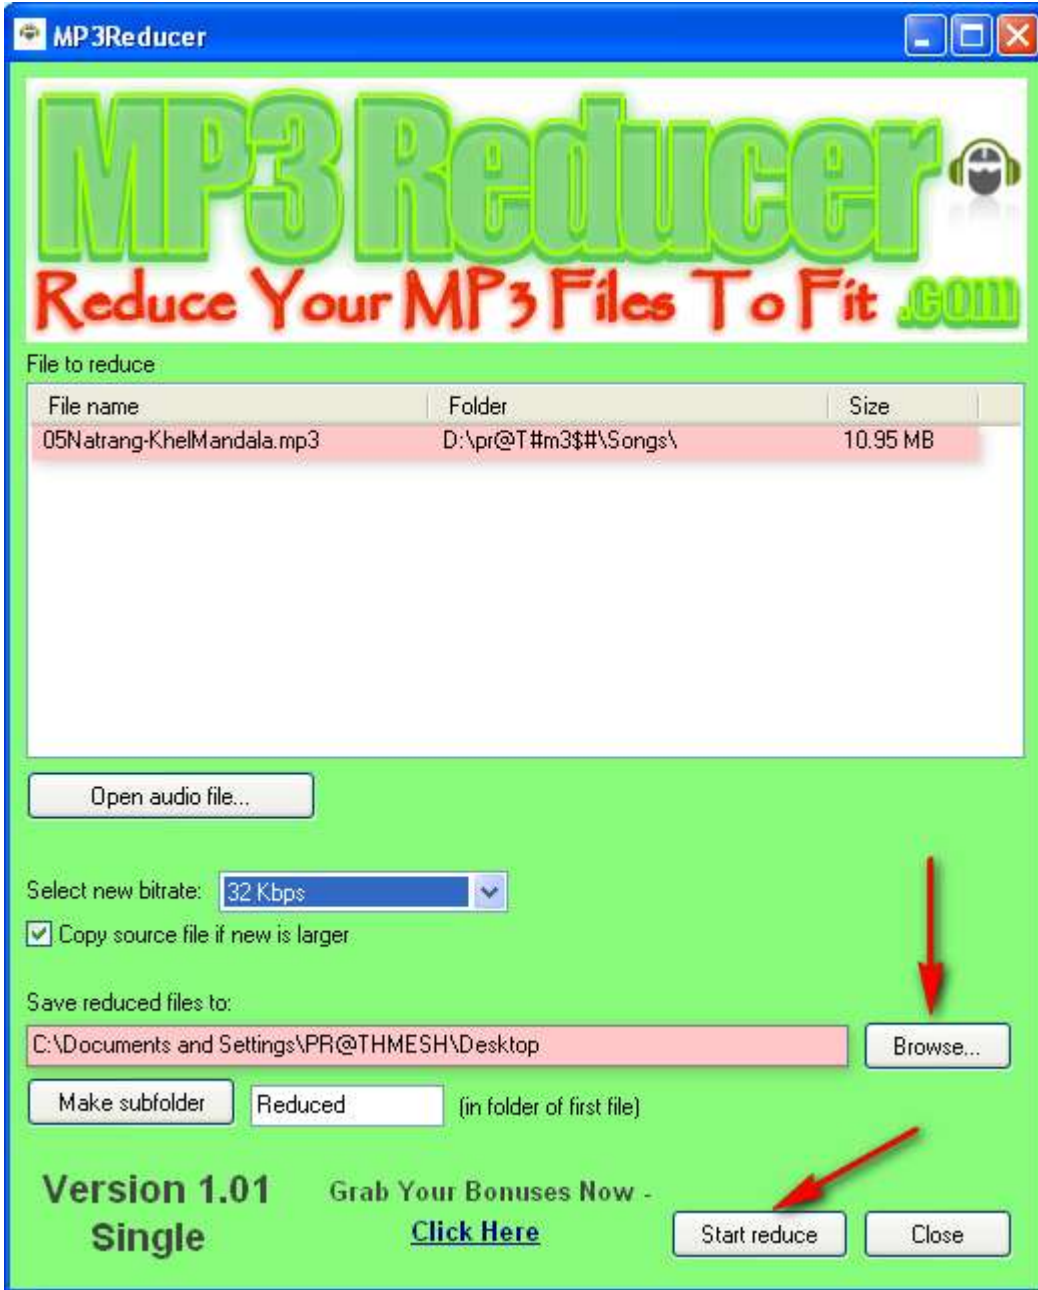 MP3Reducer
MP3 Reducer
Reduce Your MP3 Files To Fit .com
File to reduce
File name Folder Size
05Natrang-KhelMandala.mp3 D:\pr@T#m3$#\Songs\ 10.95 MB
Open audio file...
Select new bitrate: 32 Kbps
Copy source file if new is larger
Save reduced files to:
C:\Documents and Settings\PR@THMESH\Desktop Browse...
Make subfolder Reduced (in folder of first file)
Version 1.01
Single
Grab Your Bonuses Now -
Click Here
Start reduce Close